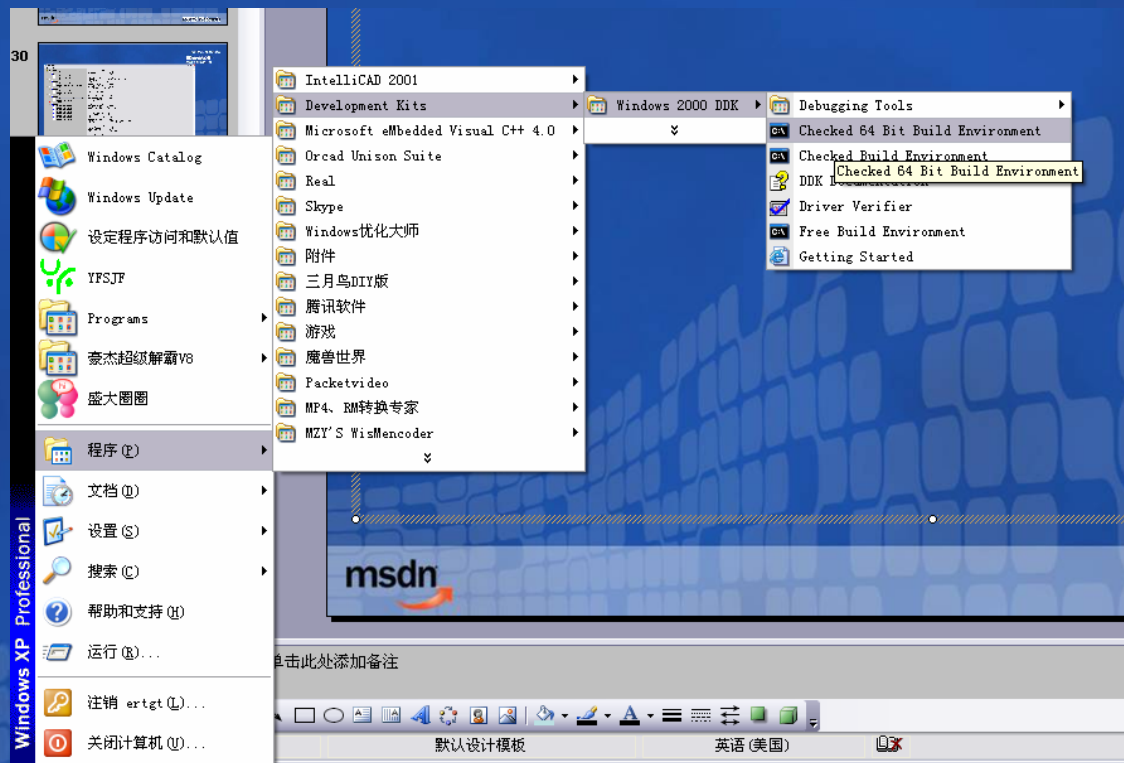 30
IntelliCAD 2001
Development Kits
Microsoft eMbedded Visual C++ 4.0
Orcad Unison Suite
Real
Skype
Windows优化大师
附件
三月鸟DIY版
腾讯软件
游戏
魔兽世界
Packetvideo
MP4、RM转换专家
MZY'S WisMencoder
Windows 2000 DDK
Debugging Tools
Checked 64 Bit Build Environment
Checked Build Environment
Checked 64 Bit Build Environment
DDK Documentation
Driver Verifier
Free Build Environment
Getting Started
Windows Catalog
Windows Update
设定程序访问和默认值
YFSJF
Programs
豪杰超级解霸V8
盛大圈圈
程序(P)
文档(D)
设置(S)
搜索(C)
帮助和支持(H)
运行(R)...
注销 ertgt(L)...
关闭计算机(U)...
Windows XP Professional
msdn
单击此处添加备注
默认设计模板
英语(美国)